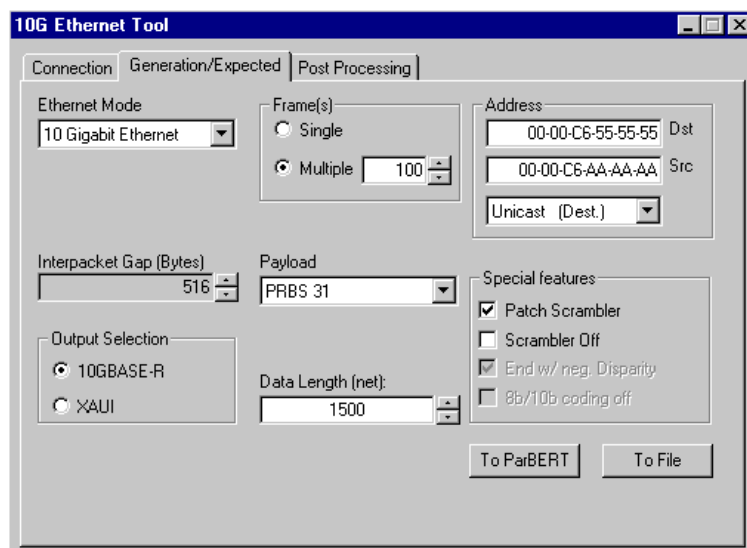 10G Ethernet Tool
Connection
Generation/Expected
Post Processing
Ethernet Mode
10 Gigabit Ethernet
Frame(s)
Single
Multiple
100
Address
00-00-C6-55-55-55 Dst
00-00-C6-AA-AA-AA Src
Unicast (Dest.)
Interpacket Gap (Bytes)
516
Payload
PRBS 31
Special features
Patch Scrambler
Scrambler Off
End w/ neg. Disparity
8b/10b coding off
Output Selection
10GBASE-R
XAUI
Data Length (net):
1500
To ParBERT
To File